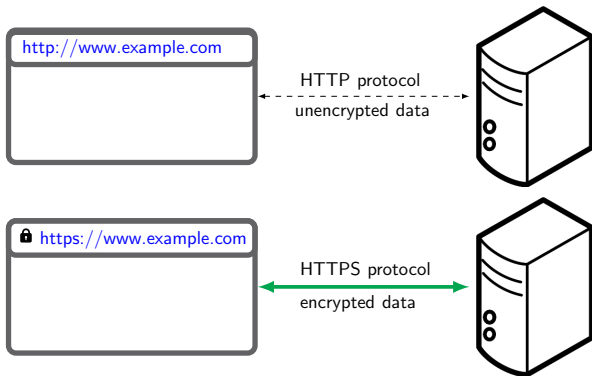 http://www.example.com
HTTP protocol
unencrypted data
https://www.example.com
HTTPS protocol
encrypted data